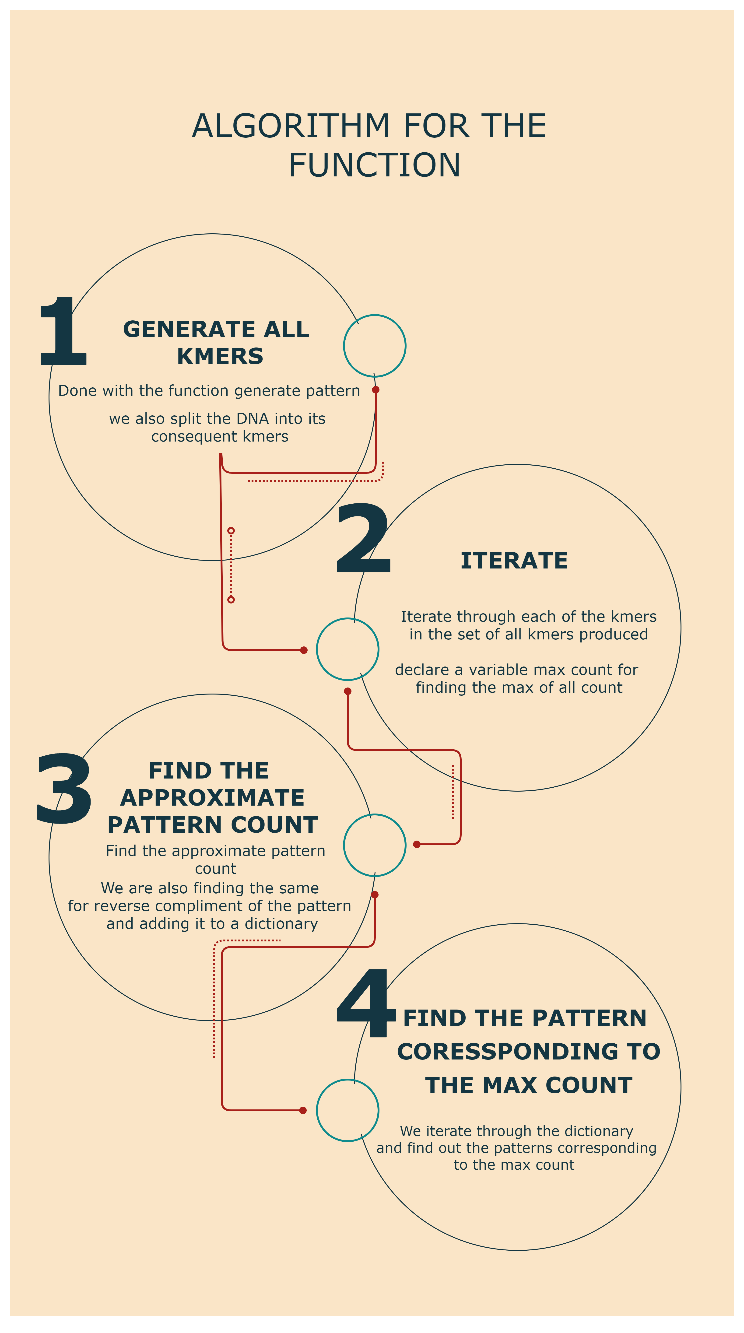 ALGORITHM FOR THE
FUNCTION
1
GENERATE ALL
KMERS
Done with the function generate pattern
we also split the DNA into its
consequent kmers
2
ITERATE
Iterate through each of the kmers
in the set of all kmers produced
declare a variable max count for
finding the max of all count
3
FIND THE
APPROXIMATE
PATTERN COUNT
Find the approximate pattern
count
We are also finding the same
for reverse compliment of the pattern
and adding it to a dictionary
4
FIND THE PATTERN
CORESSPONDING TO
THE MAX COUNT
We iterate through the dictionary
and find out the patterns corresponding
to the max count